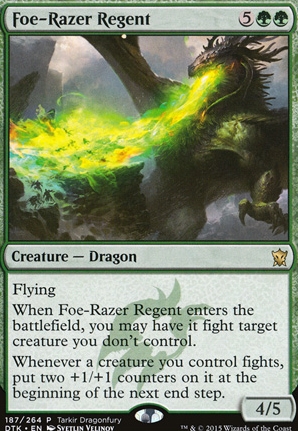 Foe-Razer Regent 5
Creature — Dragon
Flying
When Foe-Razer Regent enters the
battlefield, you may have it fight target
creature you don't control.
Whenever a creature you control fights,
put two +1/+1 counters on it at the
beginning of the next end step.
4/5
187/264 P Tarkir Dragonfury
DTK • EN Svetlin Velinov ™ & © 2015 Wizards of the Coast